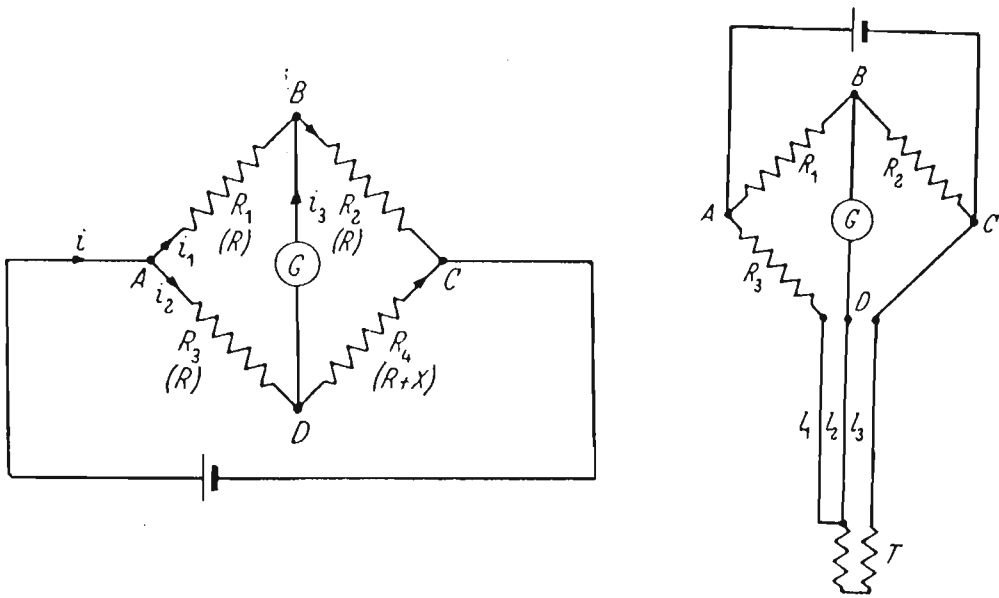 B
i
A
i₁
i₂
R₁
(R)
i₃
R₂
(R)
G
C
R₃
(R)
R₄
(R+X)
D
B
R₁
R₂
A
G
C
R₃
D
l₁
l₂
l₃
T